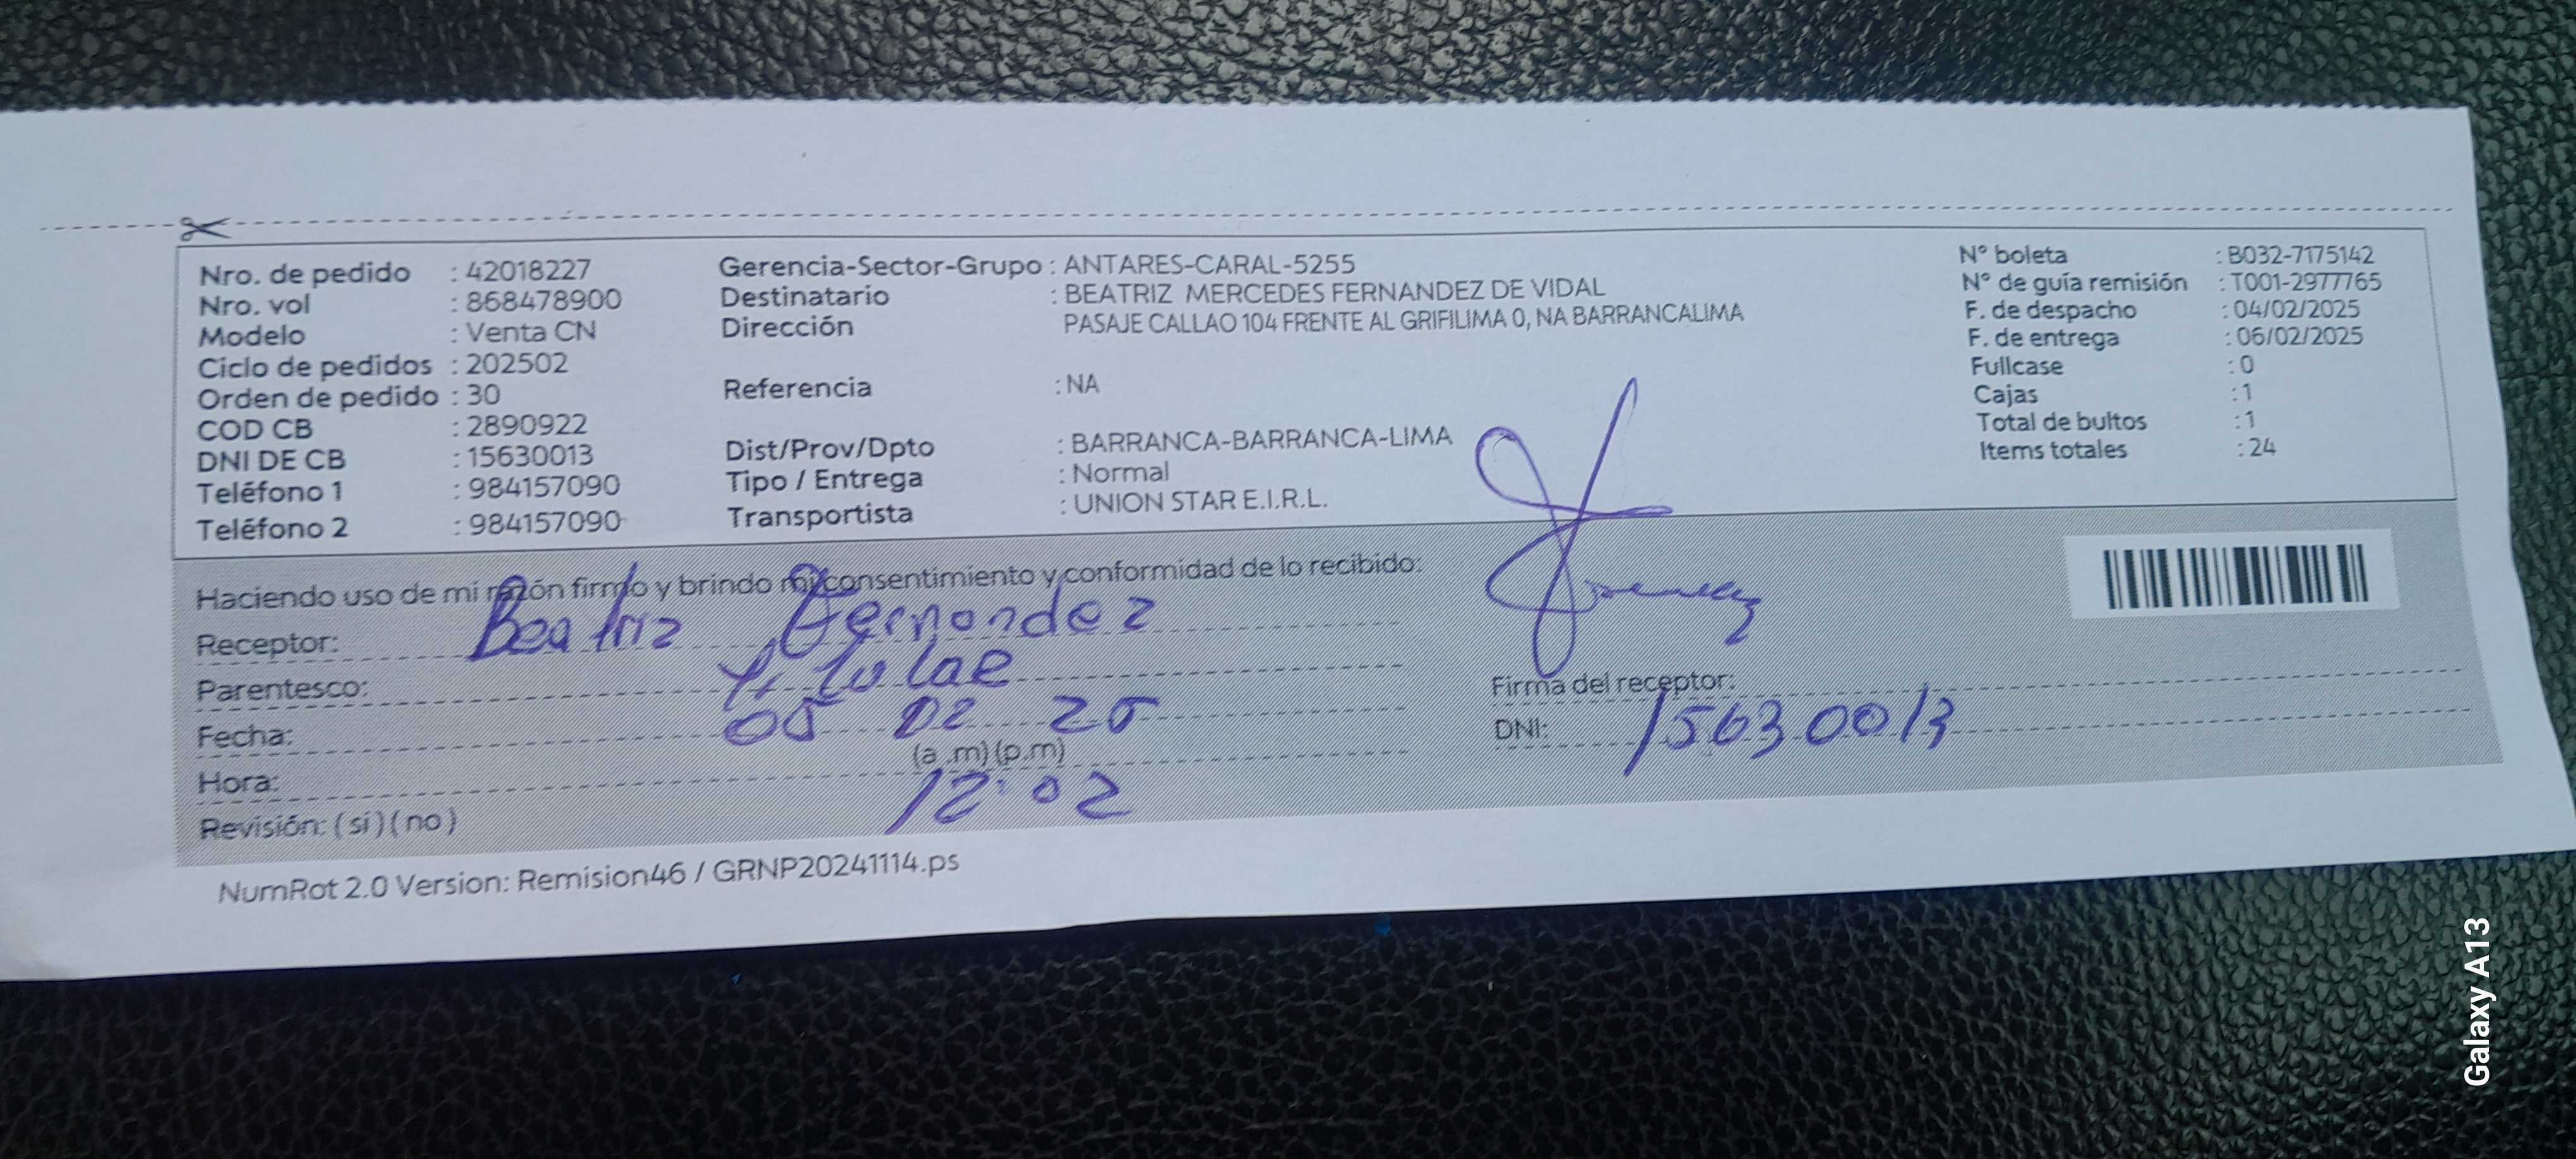 Nro. de pedido : 42018227
Nro. vol : 868478900
Modelo : Venta CN
Ciclo de pedidos : 202502
Orden de pedido : 30
COD CB : 2890922
DNI DE CB : 15630013
Teléfono 1 : 984157090
Teléfono 2 : 984157090
Gerencia-Sector-Grupo : ANTARES-CARAL-5255
Destinatario : BEATRIZ MERCEDES FERNANDEZ DE VIDAL
Dirección PASAJE CALLAO 104 FRENTE AL GRIFILIMA 0, NA BARRANCALIMA
Referencia : NA
Dist/Prov/Dpto : BARRANCA-BARRANCA-LIMA
Tipo / Entrega : Normal
Transportista : UNION STAR E.I.R.L.
N° boleta : B032-7175142
N° de guía remisión : T001-2977765
F. de despacho : 04/02/2025
F. de entrega : 06/02/2025
Fullcase : 0
Cajas : 1
Total de bultos : 1
Items totales : 24
Haciendo uso de mi razón firmo y brindo mi consentimiento y conformidad de lo recibido:
Receptor: Beatriz Fernandez
Parentesco:
Fecha: 05 02 25
Hora: (a .m) (p.m)
12:02
Revisión: ( sí ) ( no )
Firma del receptor:
DNI: 15630013
NumRot 2.0 Version: Remision46 / GRNP20241114.ps
Galaxy A13